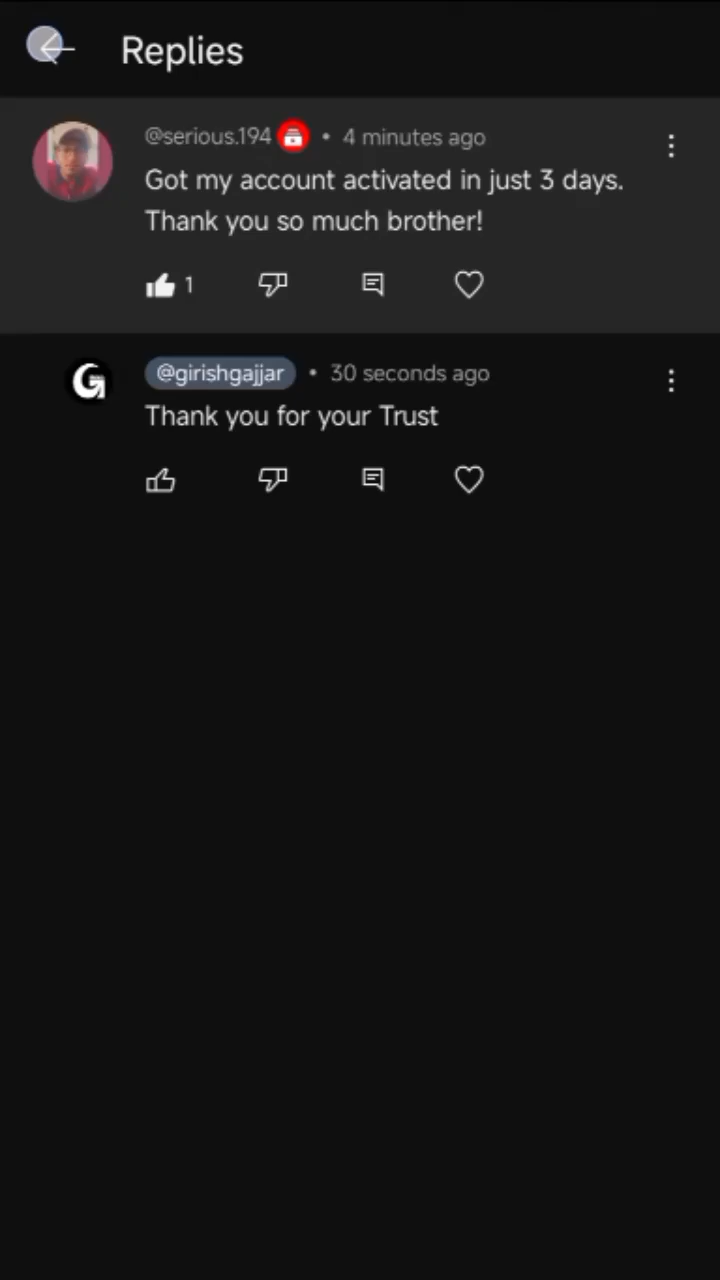 Replies
@serious.194 • 4 minutes ago
Got my account activated in just 3 days.
Thank you so much brother!
1
@girishgajjar • 30 seconds ago
Thank you for your Trust